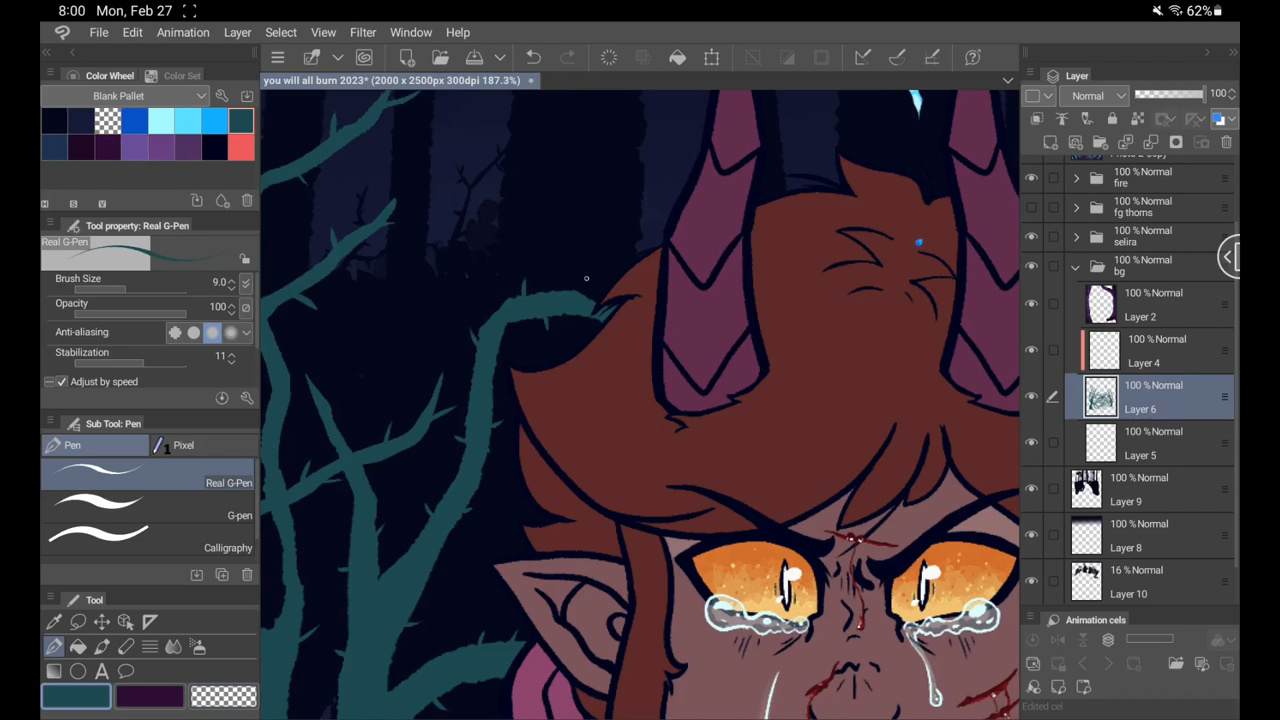 8:00 Mon, Feb 27
62%
File Edit Animation Layer Select View Filter Window Help
you will all burn 2023* (2000 x 2500px 300dpi 187.3%)
Color Wheel
Color Set
Blank Pallet
H S V
Tool property: Real G-Pen
Real G-Pen
Brush Size
9.0
Opacity
100
Anti-aliasing
Stabilization
11
Adjust by speed
Sub Tool: Pen
Pen
Pixel
Real G-Pen
G-pen
Calligraphy
Tool
Layer
Normal
100
100 %Normal
fire
100 %Normal
fg thorns
100 %Normal
selira
100 %Normal
bg
100 %Normal
Layer 2
100 %Normal
Layer 4
100 %Normal
Layer 6
100 %Normal
Layer 5
100 %Normal
Layer 9
100 %Normal
Layer 8
16 %Normal
Layer 10
Animation cels
Edited cel